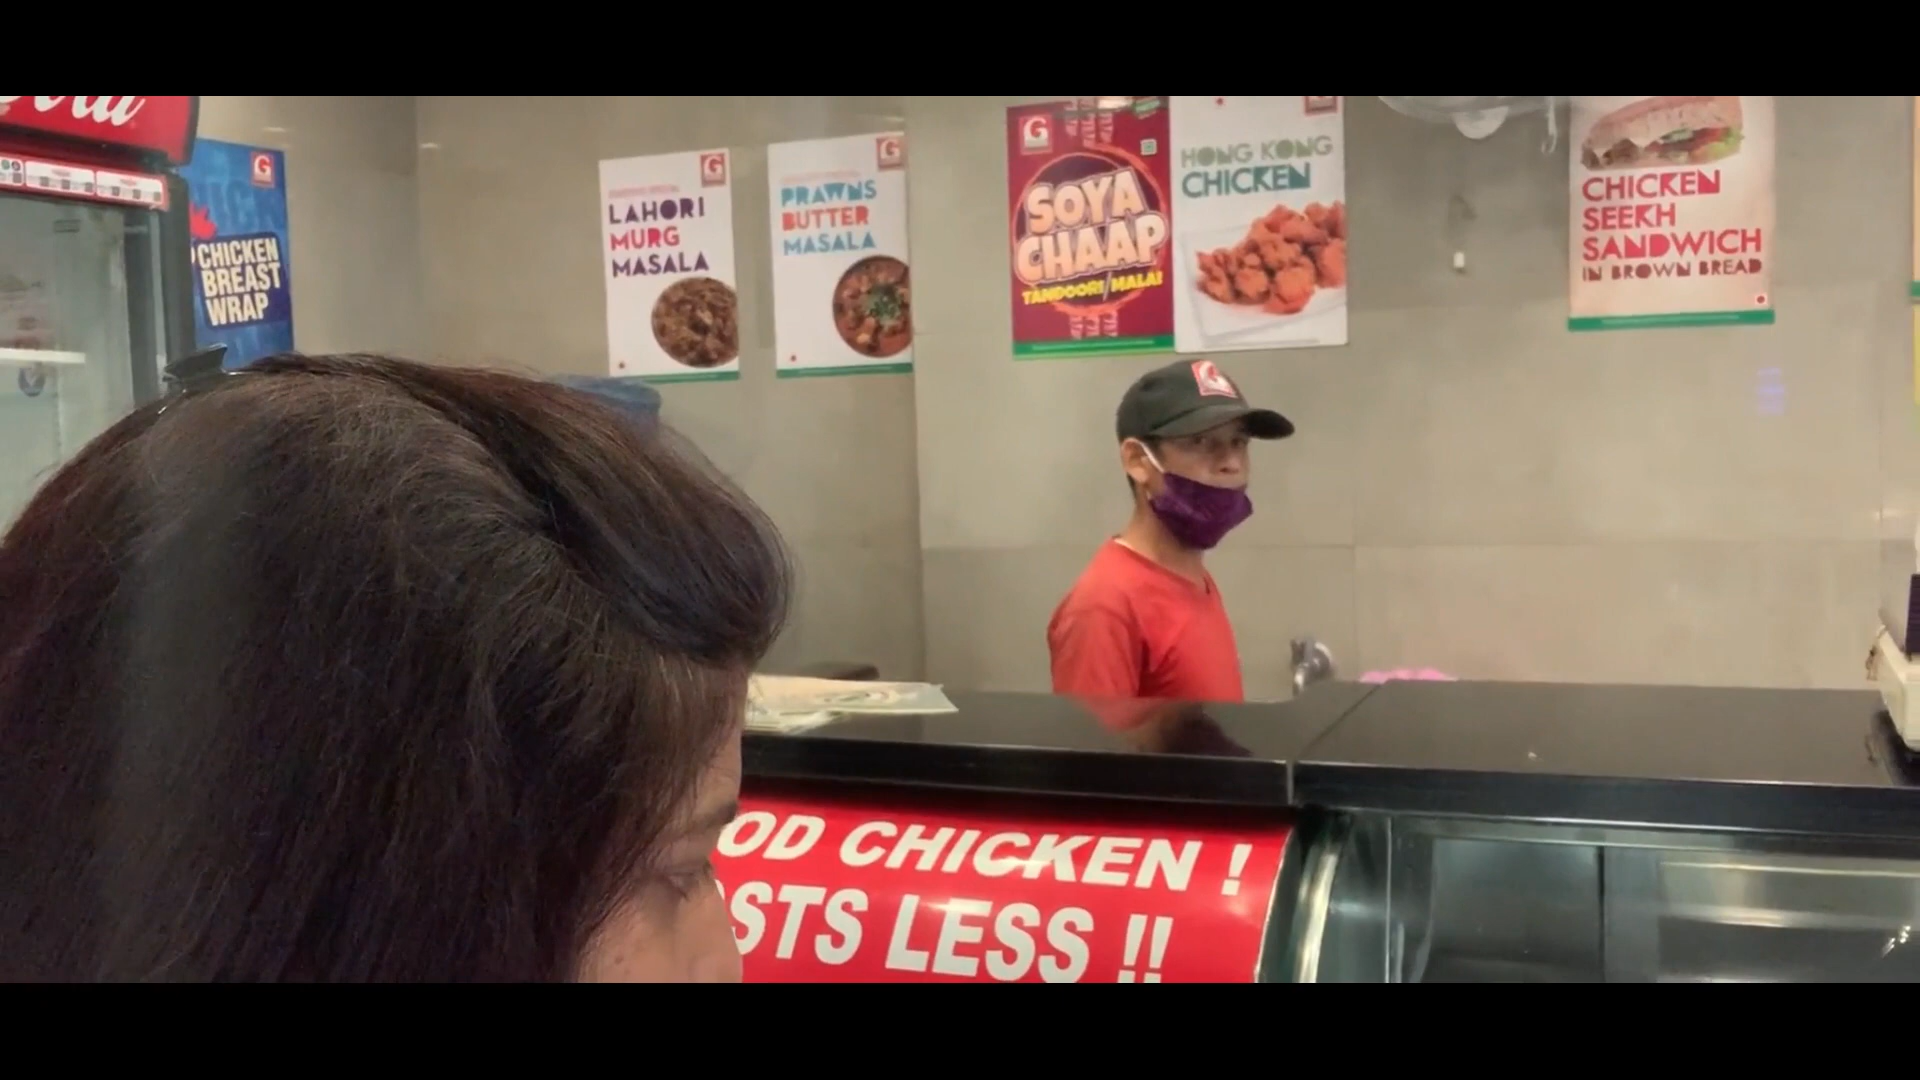 CHICKEN
BREAST
WRAP
LAHORI
MURG
MASALA
PRAWNS
BUTTER
MASALA
SOYA
CHAAP
TANDOORI/MALAI
HONG KONG
CHICKEN
CHICKEN
SEEKH
SANDWICH
IN BROWN BREAD
OD CHICKEN !
STS LESS !!